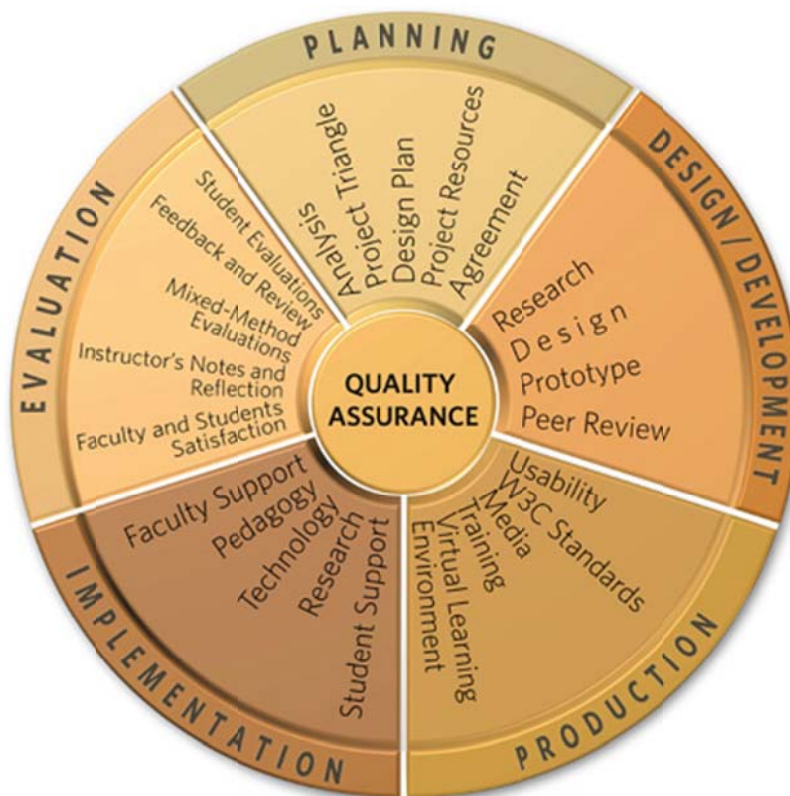 PLANNING
Analysis
Project Triangle
Design Plan
Project Resources
Agreement
DESIGN/DEVELOPMENT
Research
Design
Prototype
Peer Review
PRODUCTION
Usability
W3C Standards
Media
Training
Virtual Learning
Environment
IMPLEMENTATION
Faculty Support
Pedagogy
Technology
Research
Student Support
EVALUATION
Student Evaluations
Feedback and Review
Mixed-Method
Evaluations
Instructor's Notes and
Reflection
Faculty and Students
Satisfaction
QUALITY
ASSURANCE